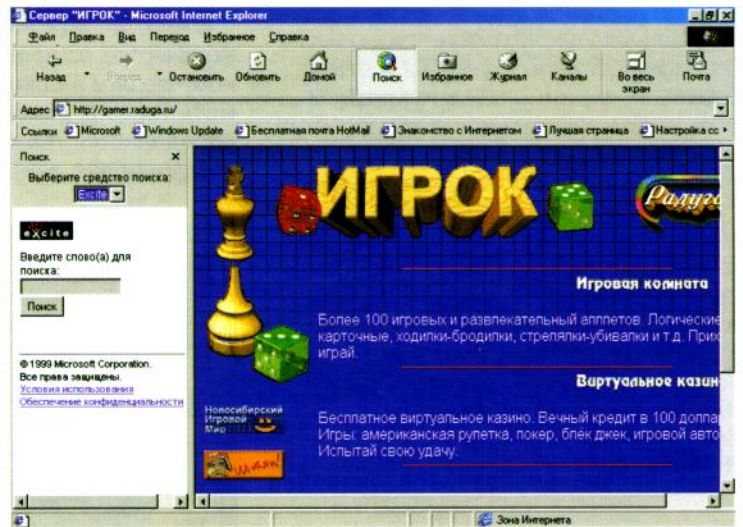 Сервер "ИГРОК" - Microsoft Internet Explorer
Файл Правка Вид Переход Избранное Справка
Назад Вперед Остановить Обновить Домой Поиск Избранное Журнал Каналы Во весь экран Почта
Адрес http://gamer.raduga.ru/
Ссылки Microsoft Windows Update Бесплатная почта HotMail Знакомство с Интернетом Лучшая страница Настройка сс
Поиск
Выберите средство поиска:
Excite
excite
Введите слово(а) для
поиска:
Поиск
© 1999 Microsoft Corporation.
Все права защищены.
Условия использования
Обеспечение конфиденциальности
ИГРОК
Радуга
Игровая комната
Более 100 игровых и развлекательный апплетов. Логические
карточные, ходилки-бродилки, стрелялки-убивалки и т.д. Прих
играй.
Виртуальное казин
Бесплатное виртуальное казино. Вечный кредит в 100 доллар
Игры: американская рулетка, покер, блек джек, игровой авто
Испытай свою удачу.
Новосибирский
Игровой
Мир
Зона Интернета